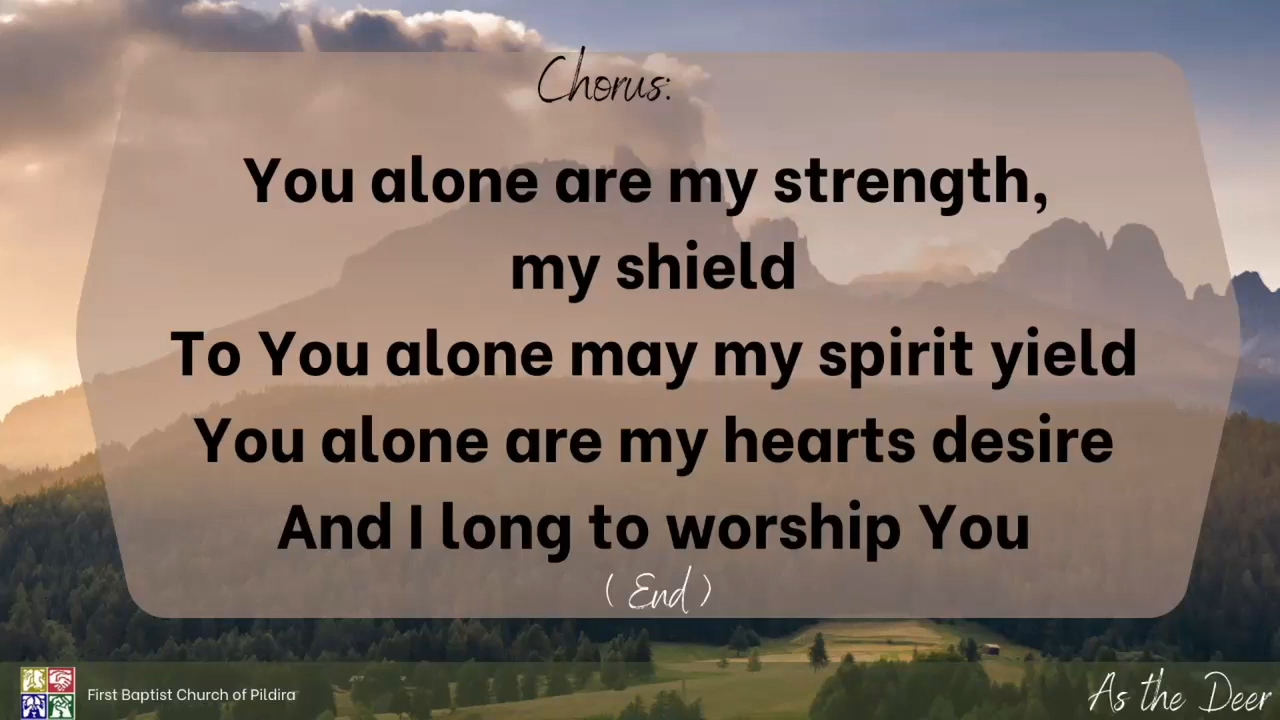 Chorus:
You alone are my strength,
my shield
To You alone may my spirit yield
You alone are my hearts desire
And I long to worship You
( End )
First Baptist Church of Pildira
As the Deer